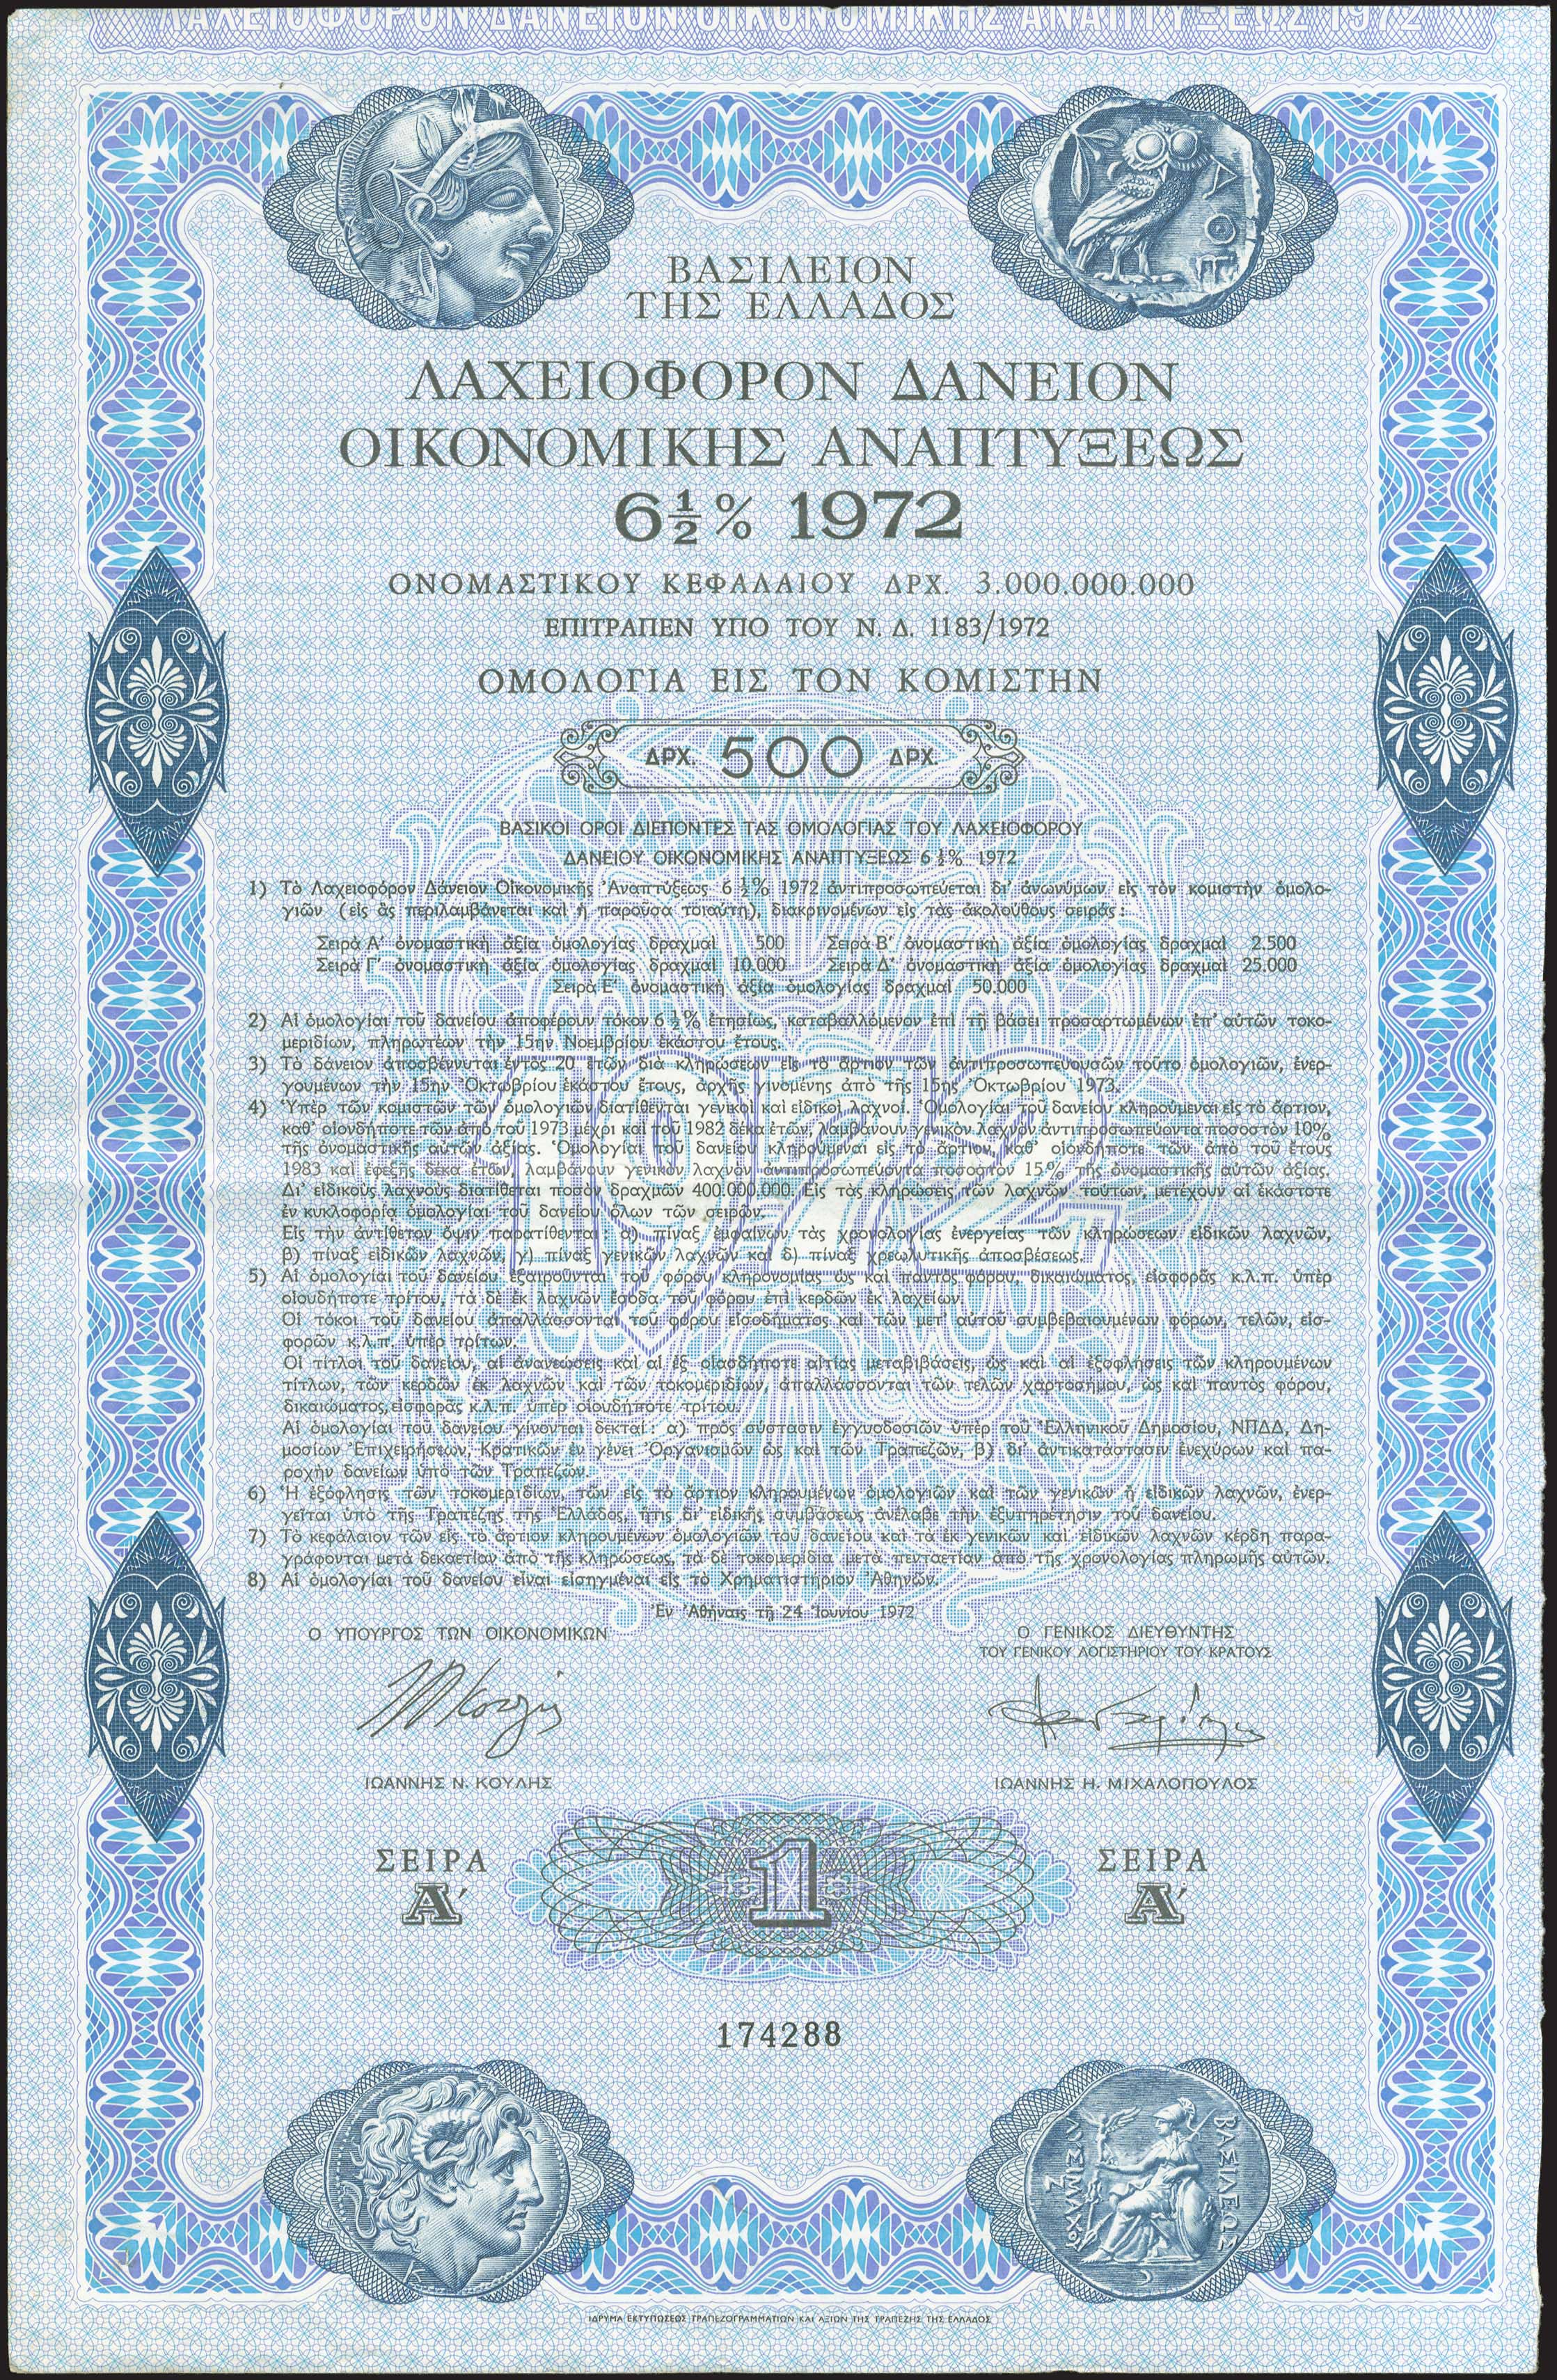 ΛΑΧΕΙΟΦΟΡΟΝ ΔΑΝΕΙΟΝ ΟΙΚΟΝΟΜΙΚΗΣ ΑΝΑΠΤΥΞΕΩΣ 1972
ΒΑΣΙΛΕΙΟΝ
ΤΗΣ ΕΛΛΑΔΟΣ
ΛΑΧΕΙΟΦΟΡΟΝ ΔΑΝΕΙΟΝ
ΟΙΚΟΝΟΜΙΚΗΣ ΑΝΑΠΤΥΞΕΩΣ
6½% 1972
ΟΝΟΜΑΣΤΙΚΟΥ ΚΕΦΑΛΑΙΟΥ ΔΡΧ. 3.000.000.000
ΕΠΙΤΡΑΠΕΝ ΥΠΟ ΤΟΥ Ν. Δ. 1183/1972
ΟΜΟΛΟΓΙΑ ΕΙΣ ΤΟΝ ΚΟΜΙΣΤΗΝ
ΔΡΧ. 500 ΔΡΧ.
ΒΑΣΙΚΟΙ ΟΡΟΙ ΔΙΕΠΟΝΤΕΣ ΤΑΣ ΟΜΟΛΟΓΙΑΣ ΤΟΥ ΛΑΧΕΙΟΦΟΡΟΥ
ΔΑΝΕΙΟΥ ΟΙΚΟΝΟΜΙΚΗΣ ΑΝΑΠΤΥΞΕΩΣ 6 ½% 1972
1) Τὸ Λαχειοφόρον Δάνειον Οἰκονομικῆς Ἀναπτύξεως 6 ½% 1972 ἀντιπροσωπεύεται δι' ἀνωνύμων εἰς τὸν κομιστὴν ὁμολο-
γιῶν (εἰς ἃς περιλαμβάνεται καὶ ἡ παροῦσα τοιαύτη), διακρινομένων εἰς τὰς ἀκολούθους σειράς:
Σειρὰ Α' ὀνομαστικὴ ἀξία ὁμολογίας δραχμαὶ 500 Σειρὰ Β' ὀνομαστικὴ ἀξία ὁμολογίας δραχμαὶ 2.500
Σειρὰ Γ' ὀνομαστικὴ ἀξία ὁμολογίας δραχμαὶ 10.000 Σειρὰ Δ' ὀνομαστικὴ ἀξία ὁμολογίας δραχμαὶ 25.000
Σειρὰ Ε' ὀνομαστικὴ ἀξία ὁμολογίας δραχμαὶ 50.000
2) Αἱ ὁμολογίαι τοῦ δανείου ἀποφέρουν τόκον 6 ½% ἐτησίως, καταβαλλόμενον ἐπὶ τῇ βάσει προσαρτωμένων ἐπ' αὐτῶν τοκο-
μεριδίων, πληρωτέων τὴν 15ην Νοεμβρίου ἑκάστου ἔτους.
3) Τὸ δάνειον ἀποσβέννυται ἐντὸς 20 ἐτῶν διὰ κληρώσεων εἰς τὸ ἄρτιον τῶν ἀντιπροσωπευουσῶν τοῦτο ὁμολογιῶν, ἐνερ-
γουμένων τὴν 15ην Ὀκτωβρίου ἑκάστου ἔτους, ἀρχῆς γινομένης ἀπὸ τῆς 15ης Ὀκτωβρίου 1973.
4) Ὑπὲρ τῶν κομιστῶν τῶν ὁμολογιῶν διατίθενται γενικοὶ καὶ εἰδικοὶ λαχνοί. Ὁμολογίαι τοῦ δανείου κληρούμεναι εἰς τὸ ἄρτιον,
καθ' οἱονδήποτε τῶν ἀπὸ τοῦ 1973 μέχρι καὶ τοῦ 1982 δέκα ἐτῶν, λαμβάνουν γενικὸν λαχνὸν ἀντιπροσωπεύοντα ποσοστὸν 10%
τῆς ὀνομαστικῆς αὐτῶν ἀξίας. Ὁμολογίαι τοῦ δανείου κληρούμεναι εἰς τὸ ἄρτιον, καθ' οἱονδήποτε τῶν ἀπὸ τοῦ ἔτους
1983 καὶ ἐφεξῆς δέκα ἐτῶν, λαμβάνουν γενικὸν λαχνὸν ἀντιπροσωπεύοντα ποσοστὸν 15% τῆς ὀνομαστικῆς αὐτῶν ἀξίας.
Δι' εἰδικοὺς λαχνοὺς διατίθεται ποσὸν δραχμῶν 400.000.000. Εἰς τὰς κληρώσεις τῶν λαχνῶν τούτων, μετέχουν αἱ ἑκάστοτε
ἐν κυκλοφορίᾳ ὁμολογίαι τοῦ δανείου ὅλων τῶν σειρῶν.
Εἰς τὴν ἀντίθετον ὄψιν παρατίθενται: α) πίναξ ἐμφαίνων τὰς χρονολογίας ἐνεργείας τῶν κληρώσεων εἰδικῶν λαχνῶν,
β) πίναξ εἰδικῶν λαχνῶν, γ) πίναξ γενικῶν λαχνῶν καὶ δ) πίναξ χρεωλυτικῆς ἀποσβέσεως.
5) Αἱ ὁμολογίαι τοῦ δανείου ἐξαιροῦνται τοῦ φόρου κληρονομίας ὡς καὶ παντὸς φόρου, δικαιώματος, εἰσφορᾶς κ.λ.π. ὑπὲρ
οἱουδήποτε τρίτου, τὰ δὲ ἐκ λαχνῶν ἔσοδα τοῦ φόρου ἐπὶ κερδῶν ἐκ λαχείων.
Οἱ τόκοι τοῦ δανείου ἀπαλλάσσονται τοῦ φόρου εἰσοδήματος καὶ τῶν μετ' αὐτοῦ συμβεβαιουμένων φόρων, τελῶν, εἰσ-
φορῶν κ.λ.π. ὑπὲρ τρίτων.
Οἱ τίτλοι τοῦ δανείου, αἱ ἀνανεώσεις καὶ αἱ ἐξ οἱασδήποτε αἰτίας μεταβιβάσεις, ὡς καὶ αἱ ἐξοφλήσεις τῶν κληρουμένων
τίτλων, τῶν κερδῶν ἐκ λαχνῶν καὶ τῶν τοκομεριδίων, ἀπαλλάσσονται τῶν τελῶν χαρτοσήμου, ὡς καὶ παντὸς φόρου,
δικαιώματος, εἰσφορᾶς κ.λ.π. ὑπὲρ οἱουδήποτε τρίτου.
Αἱ ὁμολογίαι τοῦ δανείου γίνονται δεκταί: α) πρὸς σύστασιν ἐγγυοδοσιῶν ὑπὲρ τοῦ Ἑλληνικοῦ Δημοσίου, ΝΠΔΔ, Δη-
μοσίων Ἐπιχειρήσεων, Κρατικῶν ἐν γένει Ὀργανισμῶν ὡς καὶ τῶν Τραπεζῶν, β) δι' ἀντικατάστασιν ἐνεχύρων καὶ πα-
ροχὴν δανείων ὑπὸ τῶν Τραπεζῶν.
6) Ἡ ἐξόφλησις τῶν τοκομεριδίων, τῶν εἰς τὸ ἄρτιον κληρουμένων ὁμολογιῶν καὶ τῶν γενικῶν ἢ εἰδικῶν λαχνῶν, ἐνερ-
γεῖται ὑπὸ τῆς Τραπέζης τῆς Ἑλλάδος, ἥτις δι' εἰδικῆς συμβάσεως ἀνέλαβε τὴν ἐξυπηρέτησιν τοῦ δανείου.
7) Τὸ κεφάλαιον τῶν εἰς τὸ ἄρτιον κληρουμένων ὁμολογιῶν τοῦ δανείου καὶ τὰ ἐκ γενικῶν καὶ εἰδικῶν λαχνῶν κέρδη παρα-
γράφονται μετὰ δεκαετίαν ἀπὸ τῆς κληρώσεως, τὰ δὲ τοκομερίδια μετὰ πενταετίαν ἀπὸ τῆς χρονολογίας πληρωμῆς αὐτῶν.
8) Αἱ ὁμολογίαι τοῦ δανείου εἶναι εἰσηγμέναι εἰς τὸ Χρηματιστήριον Ἀθηνῶν.
Ἐν Ἀθήναις τῇ 24 Ἰουνίου 1972
Ο ΥΠΟΥΡΓΟΣ ΤΩΝ ΟΙΚΟΝΟΜΙΚΩΝ
Ο ΓΕΝΙΚΟΣ ΔΙΕΥΘΥΝΤΗΣ
ΤΟΥ ΓΕΝΙΚΟΥ ΛΟΓΙΣΤΗΡΙΟΥ ΤΟΥ ΚΡΑΤΟΥΣ
ΙΩΑΝΝΗΣ Ν. ΚΟΥΛΗΣ
ΙΩΑΝΝΗΣ Η. ΜΙΧΑΛΟΠΟΥΛΟΣ
ΣΕΙΡΑ
Α'
1
ΣΕΙΡΑ
Α'
174288
ΒΑΣΙΛΕΩΣ
ΛΥΣΙΜΑΧΟΥ
ΙΔΡΥΜΑ ΕΚΤΥΠΩΣΕΩΣ ΤΡΑΠΕΖΟΓΡΑΜΜΑΤΙΩΝ ΚΑΙ ΑΞΙΩΝ ΤΗΣ ΤΡΑΠΕΖΗΣ ΤΗΣ ΕΛΛΑΔΟΣ